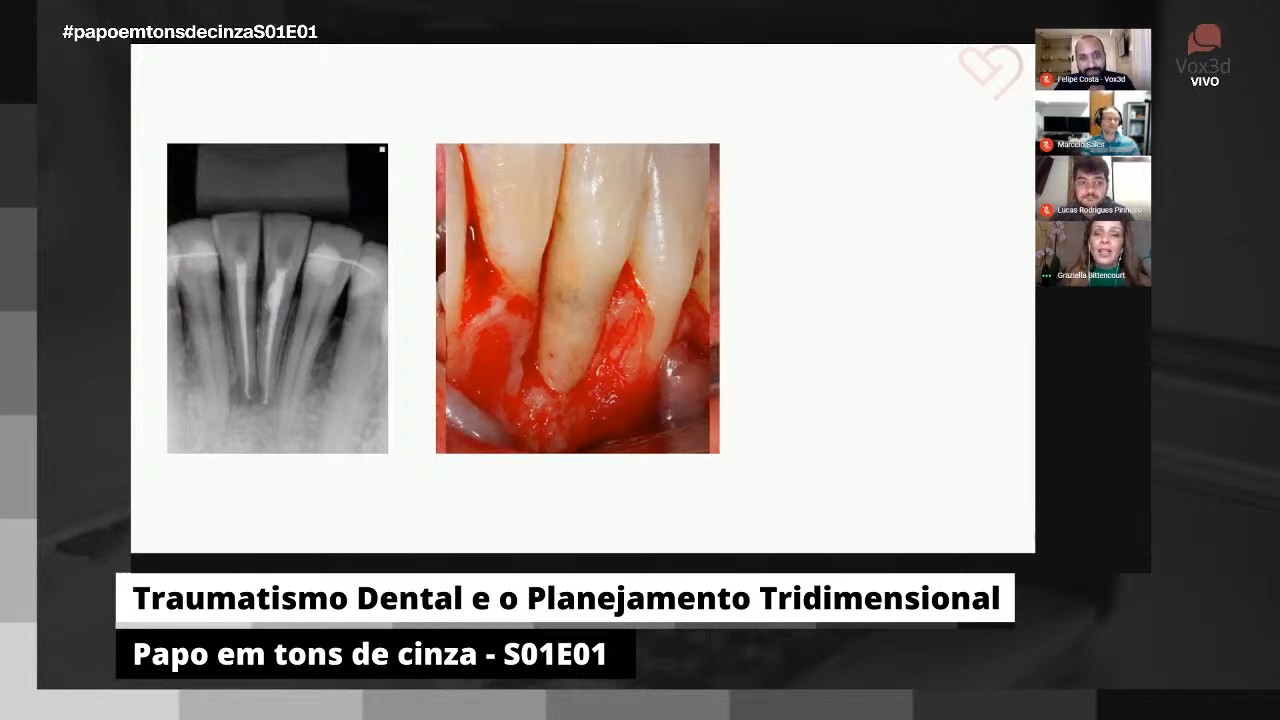 #papoemtonsdecinzaS01E01
Vox3d
VIVO
Felipe Costa - Vox3d
Marcelo Sales
Lucas Rodrigues Pinheiro
Graziella Bittencourt
Traumatismo Dental e o Planejamento Tridimensional
Papo em tons de cinza - S01E01